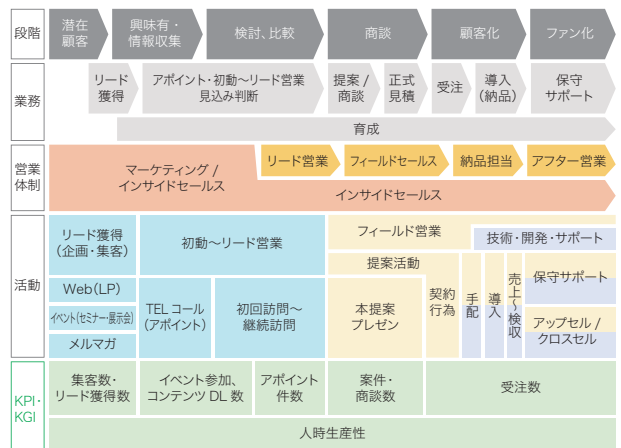 段階
潜在
顧客
興味有・
情報収集
検討、比較
商談
顧客化
ファン化
業務
リード
獲得
アポイント・初動〜リード営業
見込み判断
提案 /
商談
正式
見積
受注
導入
(納品)
保守
サポート
育成
営業
体制
マーケティング /
インサイドセールス
リード営業
フィールドセールス
納品担当
アフター営業
インサイドセールス
活動
リード獲得
(企画・集客)
初動〜リード営業
フィールド営業
技術・開発・サポート
提案活動
Web(LP)
イベント(セミナー・展示会)
メルマガ
TELコール
(アポイント)
初回訪問〜
継続訪問
本提案
プレゼン
契約
行為
手配
導入
売上〜検収
保守サポート
アップセル /
クロスセル
KPI・
KGI
集客数・
リード獲得数
イベント参加、
コンテンツ DL 数
アポイント
件数
案件・
商談数
受注数
人時生産性